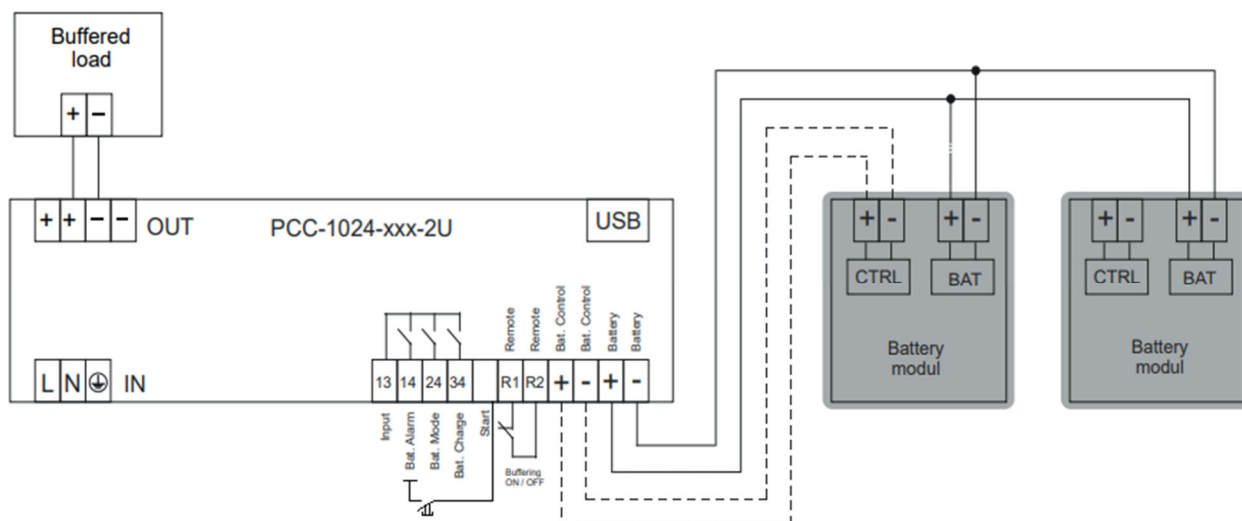 Buffered
load
+ −
+ + − − OUT
PCC-1024-xxx-2U
USB
L N IN
Remote
Remote
Bat. Control
Bat. Control
Battery
Battery
13 14 24 34 R1 R2 + - + -
Input
Bat. Alarm
Bat. Mode
Bat. Charge
Start
Buffering
ON / OFF
+ - + -
CTRL BAT
Battery
modul
+ - + -
CTRL BAT
Battery
modul